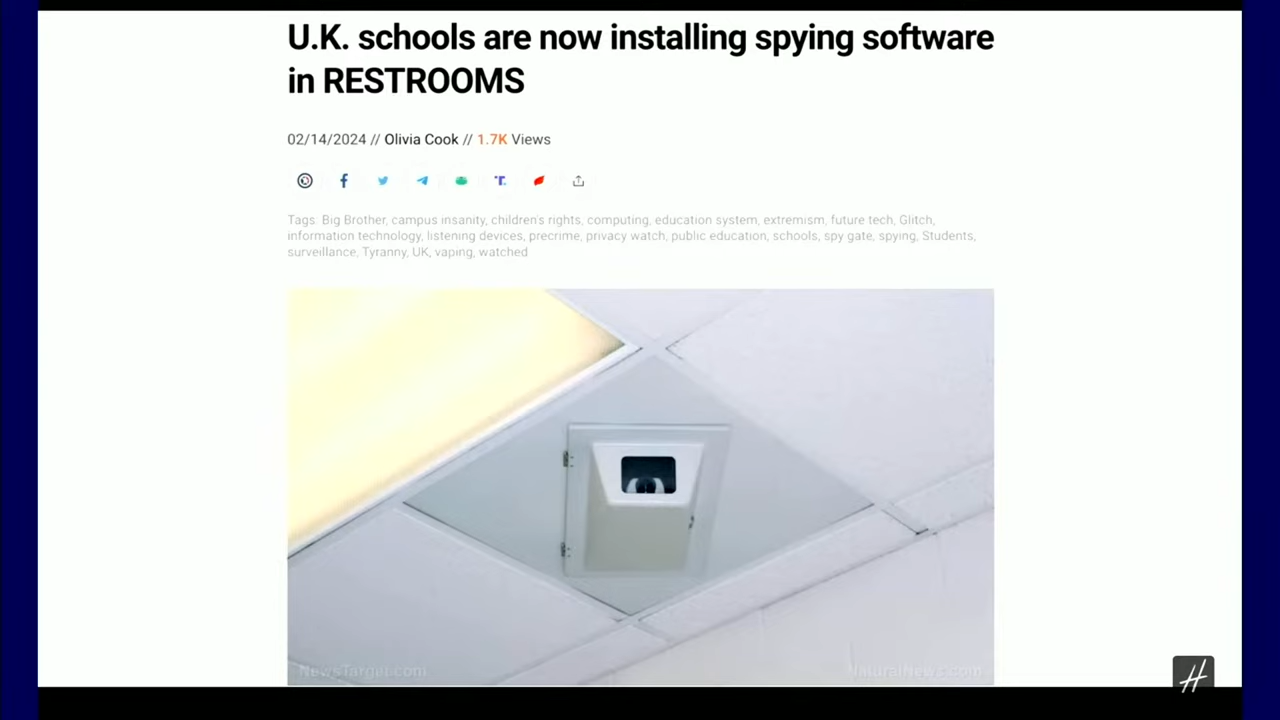 U.K. schools are now installing spying software
in RESTROOMS
02/14/2024 // Olivia Cook // 1.7K Views
Tags: Big Brother, campus insanity, children's rights, computing, education system, extremism, future tech, Glitch,
information technology, listening devices, precrime, privacy watch, public education, schools, spy gate, spying, Students,
surveillance, Tyranny, UK, vaping, watched
NewsTarget.com
NaturalNews.com
H